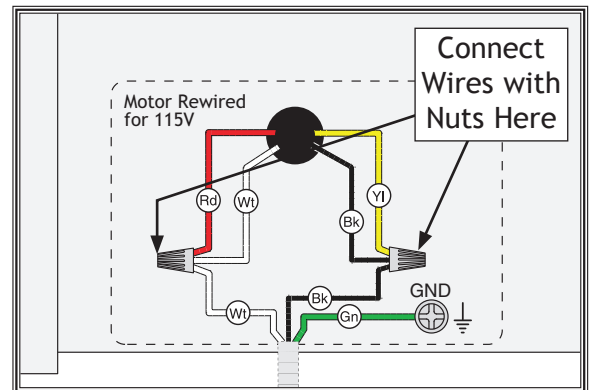 Connect
Wires with
Nuts Here
Motor Rewired
for 115V
Rd
Wt
Bk
Yl
Wt
Bk
Gn
GND